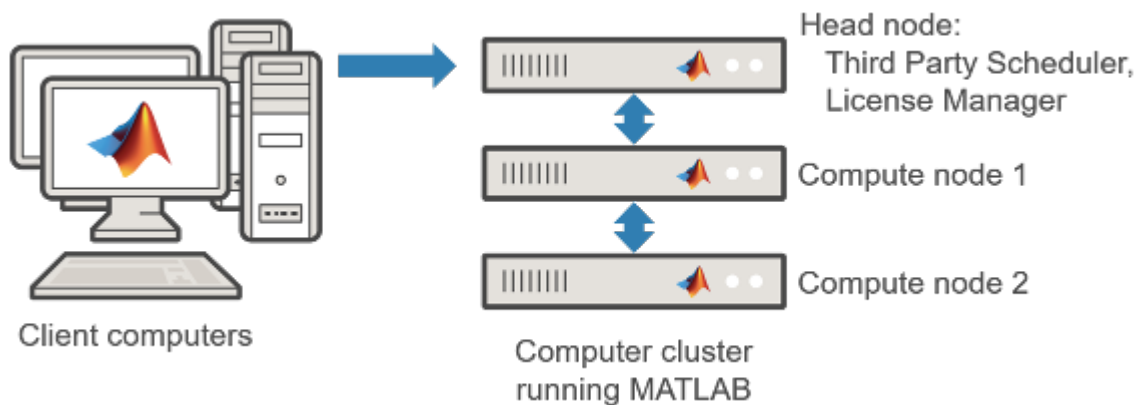 Head node:
Third Party Scheduler,
License Manager
Compute node 1
Compute node 2
Client computers
Computer cluster
running MATLAB